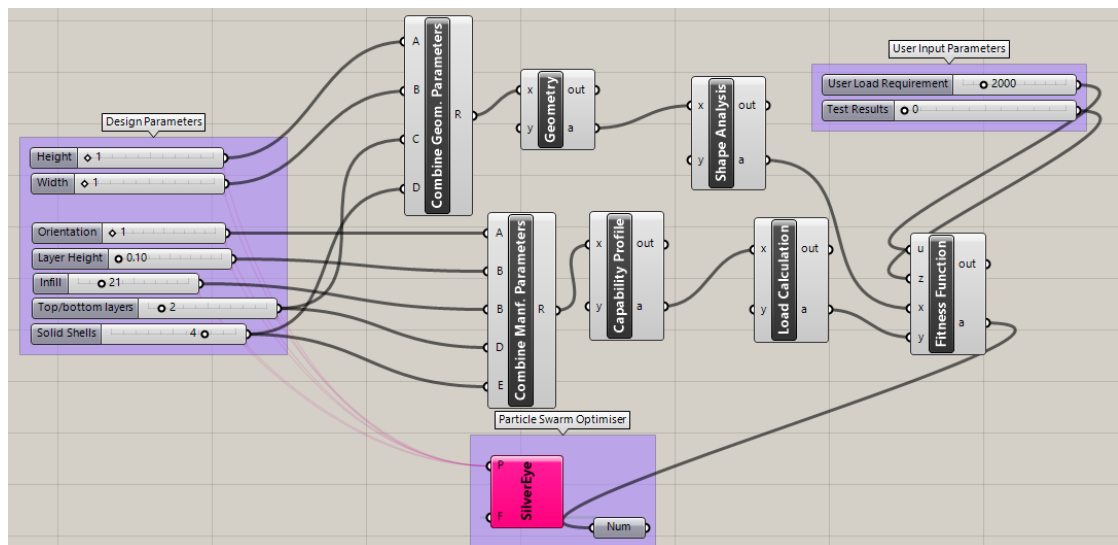 User Input Parameters
User Load Requirement 2000
Test Results 0
Design Parameters
Height 1
Width 1
Orientation 1
Layer Height 0.10
Infill 21
Top/bottom layers 2
Solid Shells 4
A
B
C
D
Combine Geom. Parameters
R
x
y
Geometry
out
a
x
y
Shape Analysis
out
a
A
B
B
D
E
Combine Manf. Parameters
R
x
y
Capability Profile
out
a
x
y
Load Calculation
out
a
u
z
x
y
Fitness Function
out
a
Particle Swarm Optimiser
P
F
SilverEye
Num